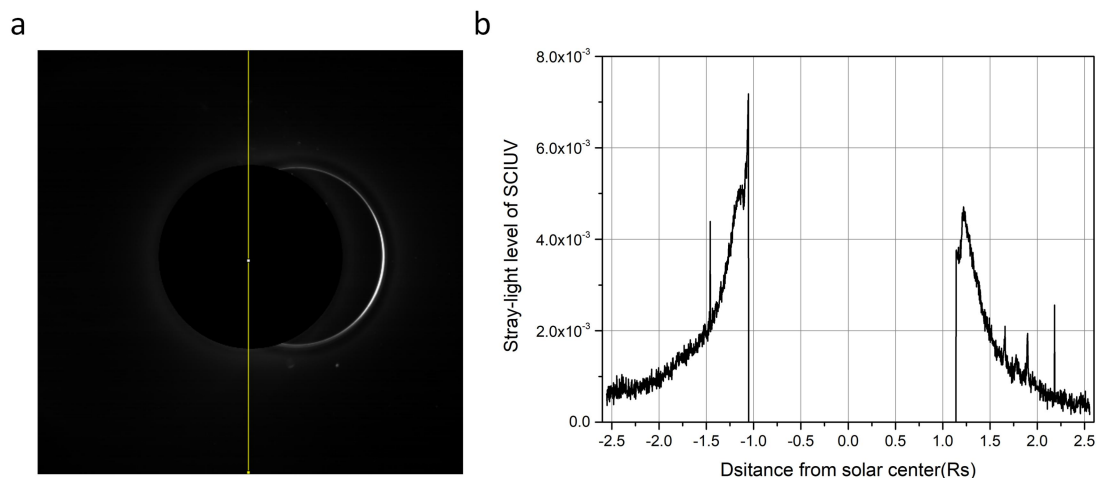 a
b
8.0x10⁻³
6.0x10⁻³
4.0x10⁻³
2.0x10⁻³
0.0
Stray-light level of SCIUV
-2.5 -2.0 -1.5 -1.0 -0.5 0.0 0.5 1.0 1.5 2.0 2.5
Dsitance from solar center(Rs)